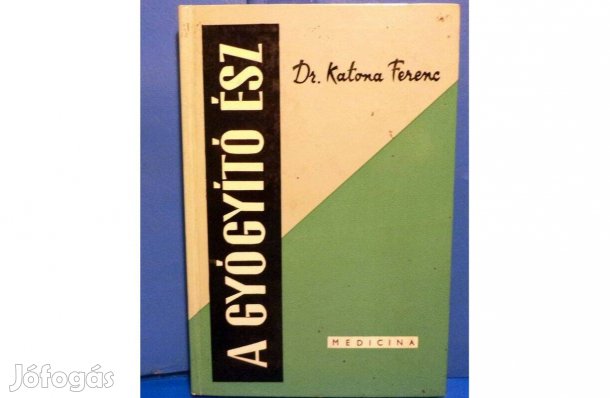 Dr. Katona Ferenc
A GYÓGYÍTÓ ÉSZ
MEDICINA
Jófogás